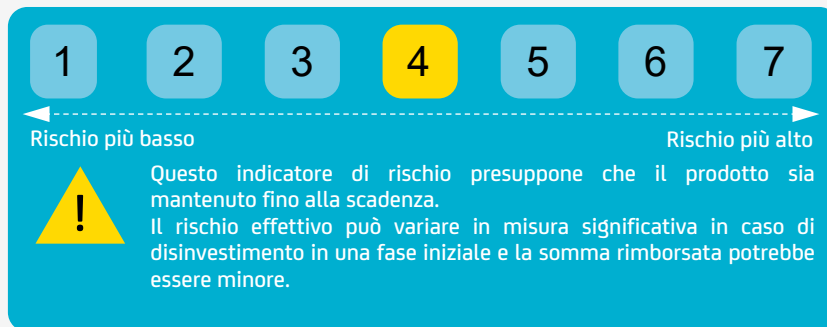 1 2 3 4 5 6 7
Rischio più basso Rischio più alto
Questo indicatore di rischio presuppone che il prodotto sia
mantenuto fino alla scadenza.
Il rischio effettivo può variare in misura significativa in caso di
disinvestimento in una fase iniziale e la somma rimborsata potrebbe
essere minore.
!